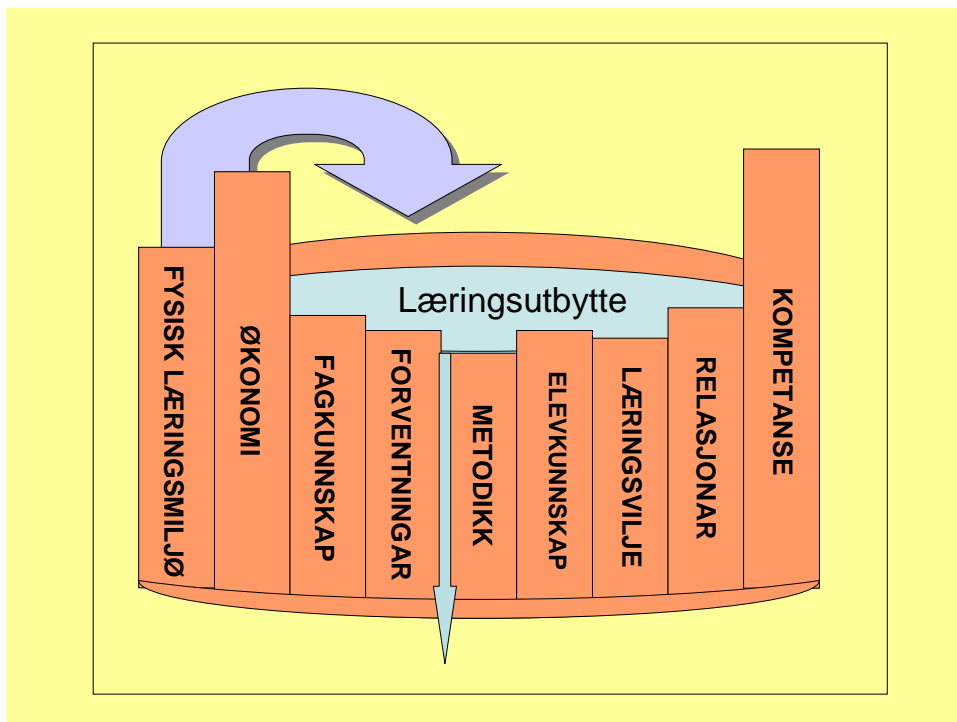 Læringsutbytte
FYSISK LÆRINGSMILJØ
ØKONOMI
FAGKUNNSKAP
FORVENTNINGAR
METODIKK
ELEVKUNNSKAP
LÆRINGSVILJE
RELASJONAR
KOMPETANSE